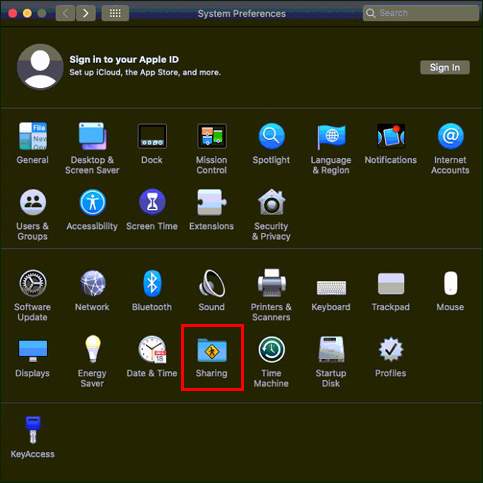 System Preferences
Search
Sign in to your Apple ID
Set up iCloud, the App Store, and more.
Sign In
General
Desktop &
Screen Saver
Dock
Mission
Control
Spotlight
Language
& Region
Notifications
Internet
Accounts
Users &
Groups
Accessibility
Screen Time
Extensions
Security
& Privacy
Software
Update
Network
Bluetooth
Sound
Printers &
Scanners
Keyboard
Trackpad
Mouse
Displays
Energy
Saver
Date & Time
Sharing
Time
Machine
Startup
Disk
Profiles
KeyAccess